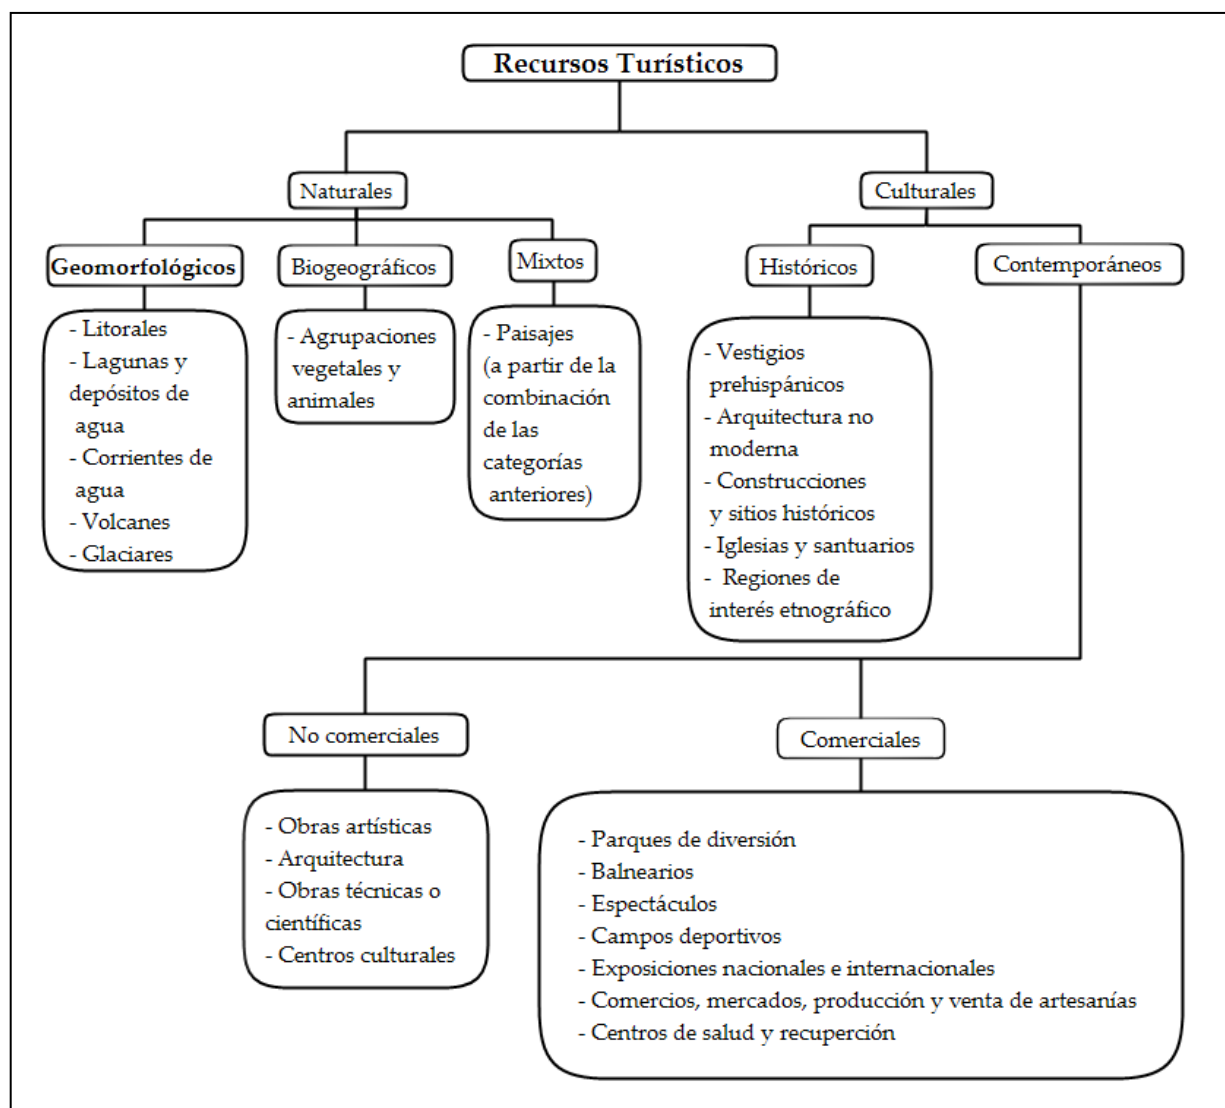 Recursos Turísticos
Naturales
Culturales
Geomorfológicos
Biogeográficos
Mixtos
Históricos
Contemporáneos
- Litorales
- Lagunas y
depósitos de
agua
- Corrientes de
agua
- Volcanes
- Glaciares
- Agrupaciones
vegetales y
animales
- Paisajes
(a partir de la
combinación
de las
categorías
anteriores)
- Vestigios
prehispánicos
- Arquitectura no
moderna
- Construcciones
y sitios históricos
- Iglesias y santuarios
- Regiones de
interés etnográfico
No comerciales
Comerciales
- Obras artísticas
- Arquitectura
- Obras técnicas o
científicas
- Centros culturales
- Parques de diversión
- Balnearios
- Espectáculos
- Campos deportivos
- Exposiciones nacionales e internacionales
- Comercios, mercados, producción y venta de artesanías
- Centros de salud y recuperción